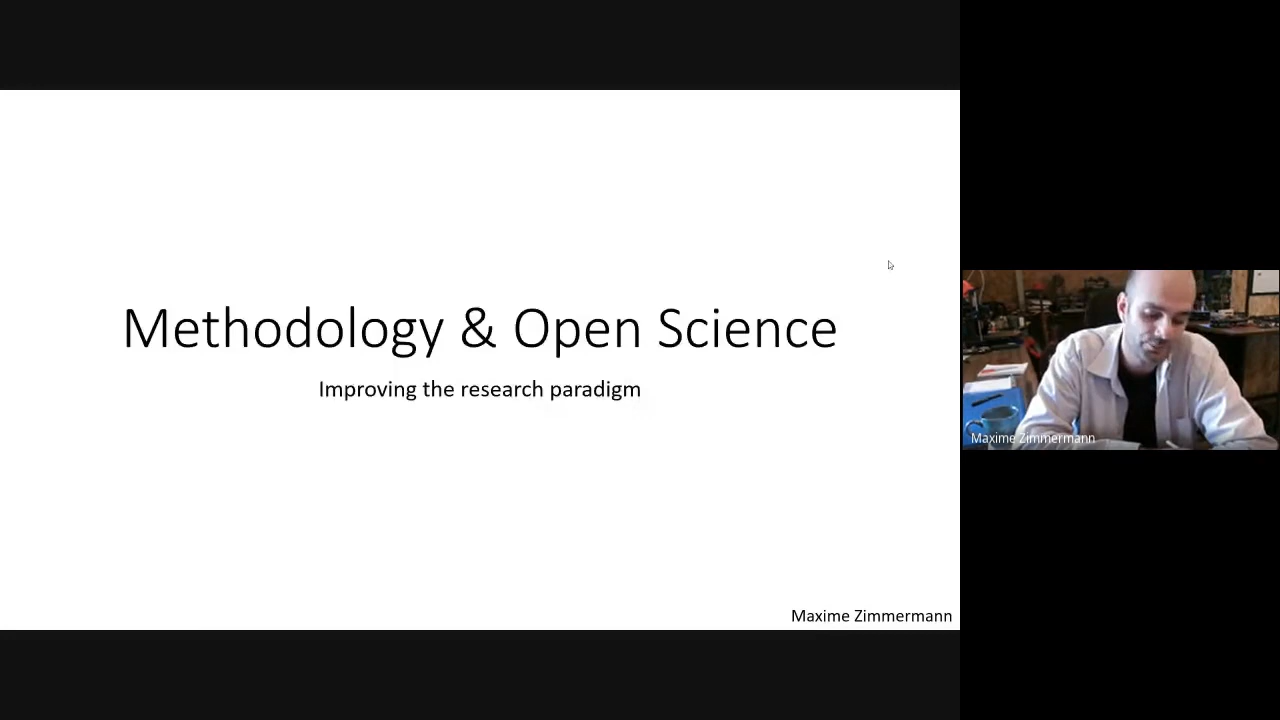 Methodology & Open Science
Improving the research paradigm
Maxime Zimmermann
Maxime Zimmermann